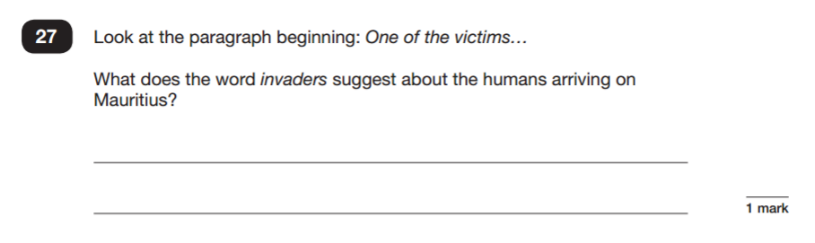 27 Look at the paragraph beginning: One of the victims...
What does the word invaders suggest about the humans arriving on
Mauritius?
1 mark